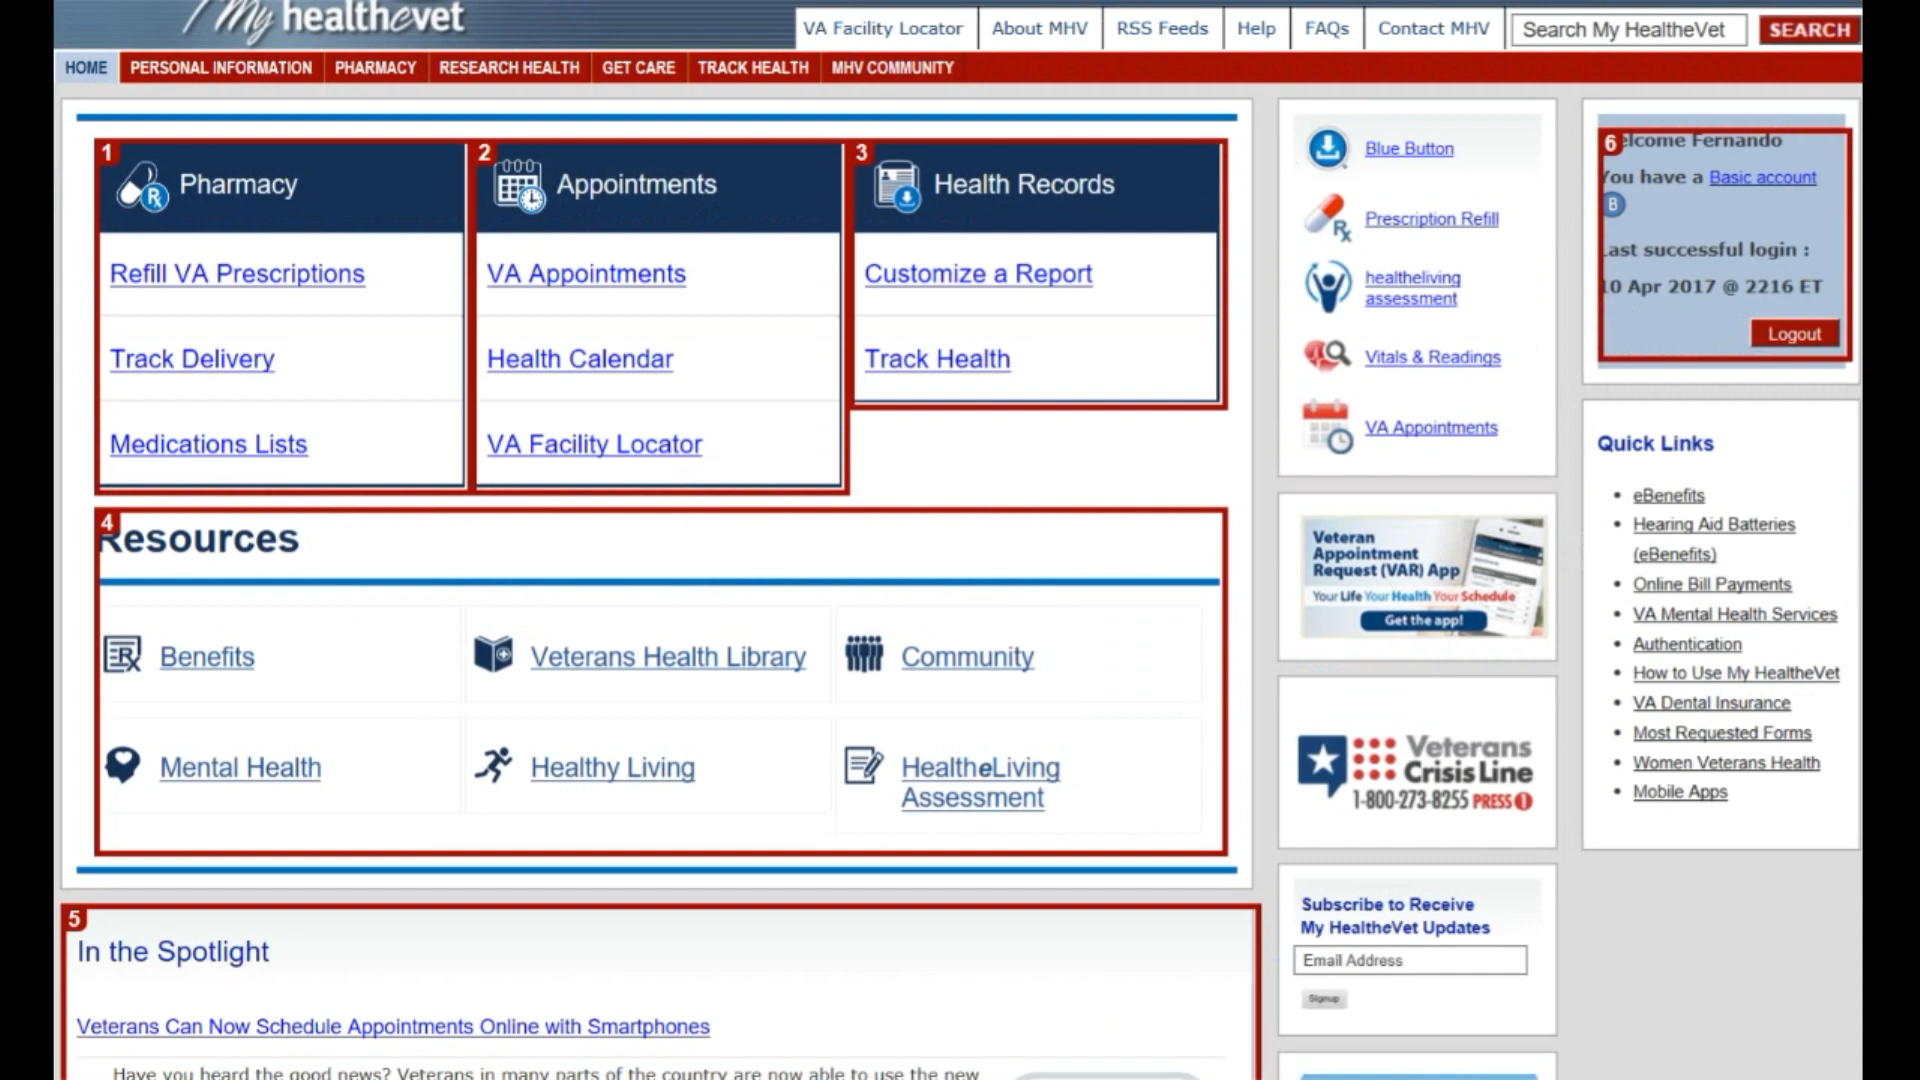 My healthevet
VA Facility Locator
About MHV
RSS Feeds
Help
FAQs
Contact MHV
Search My HealtheVet
SEARCH
HOME
PERSONAL INFORMATION
PHARMACY
RESEARCH HEALTH
GET CARE
TRACK HEALTH
MHV COMMUNITY
1
Pharmacy
Refill VA Prescriptions
Track Delivery
Medications Lists
2
Appointments
VA Appointments
Health Calendar
VA Facility Locator
3
Health Records
Customize a Report
Track Health
4
Resources
Benefits
Veterans Health Library
Community
Mental Health
Healthy Living
HealtheLiving
Assessment
5
In the Spotlight
Veterans Can Now Schedule Appointments Online with Smartphones
Have you heard the good news? Veterans in many parts of the country are now able to use the new
Blue Button
Rx
Prescription Refill
healtheliving
assessment
Vitals & Readings
VA Appointments
Veteran
Appointment
Request (VAR) App
Your Life Your Health Your Schedule
Get the app!
Veterans
Crisis Line
1-800-273-8255 PRESS 1
Subscribe to Receive
My HealtheVet Updates
Email Address
Signup
6
elcome Fernando
You have a Basic account
B
Last successful login :
10 Apr 2017 @ 2216 ET
Logout
Quick Links
eBenefits
Hearing Aid Batteries
(eBenefits)
Online Bill Payments
VA Mental Health Services
Authentication
How to Use My HealtheVet
VA Dental Insurance
Most Requested Forms
Women Veterans Health
Mobile Apps